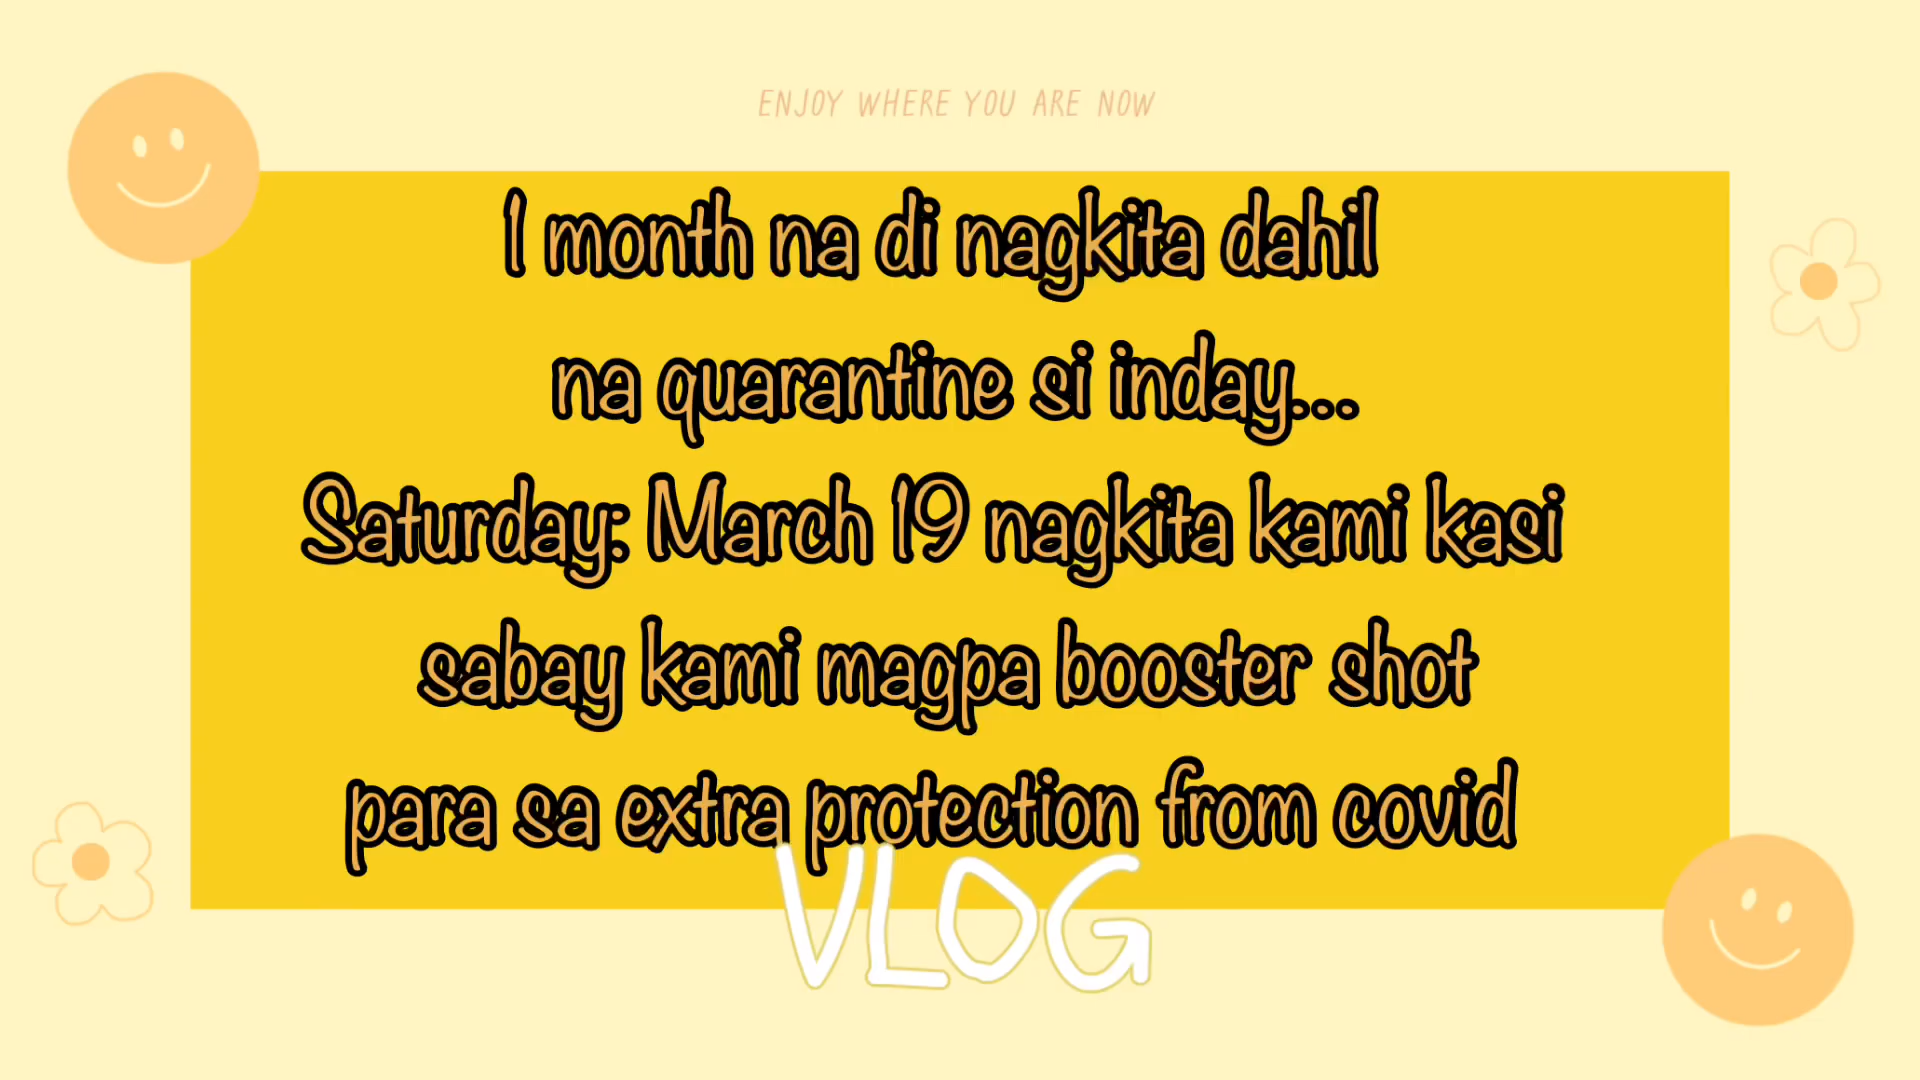 ENJOY WHERE YOU ARE NOW
1 month na di nagkita dahil
na quarantine si inday...
Saturday: March 19 nagkita kami kasi
sabay kami magpa booster shot
para sa extra protection from covid
VLOG